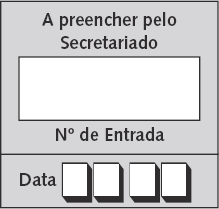 A preencher pelo
Secretariado
Nº de Entrada
Data